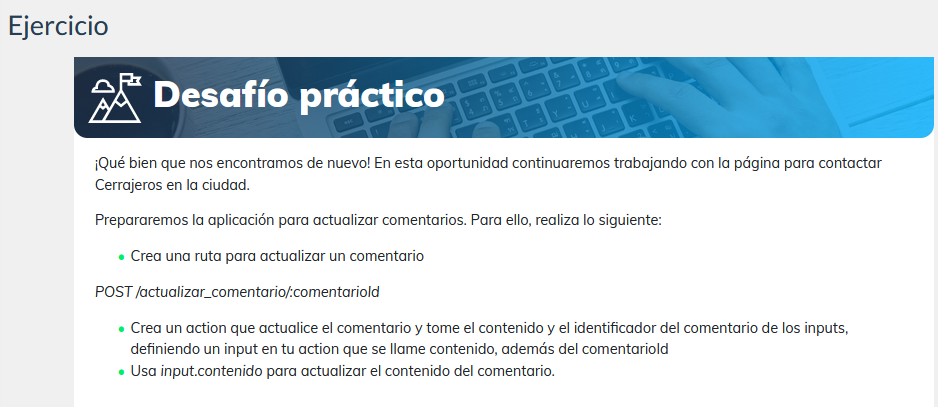 Ejercicio
Desafío práctico
¡Qué bien que nos encontramos de nuevo! En esta oportunidad continuaremos trabajando con la página para contactar
Cerrajeros en la ciudad.
Prepararemos la aplicación para actualizar comentarios. Para ello, realiza lo siguiente:
• Crea una ruta para actualizar un comentario
POST /actualizar_comentario/:comentarioId
• Crea un action que actualice el comentario y tome el contenido y el identificador del comentario de los inputs,
definiendo un input en tu action que se llame contenido, además del comentarioId
• Usa input.contenido para actualizar el contenido del comentario.